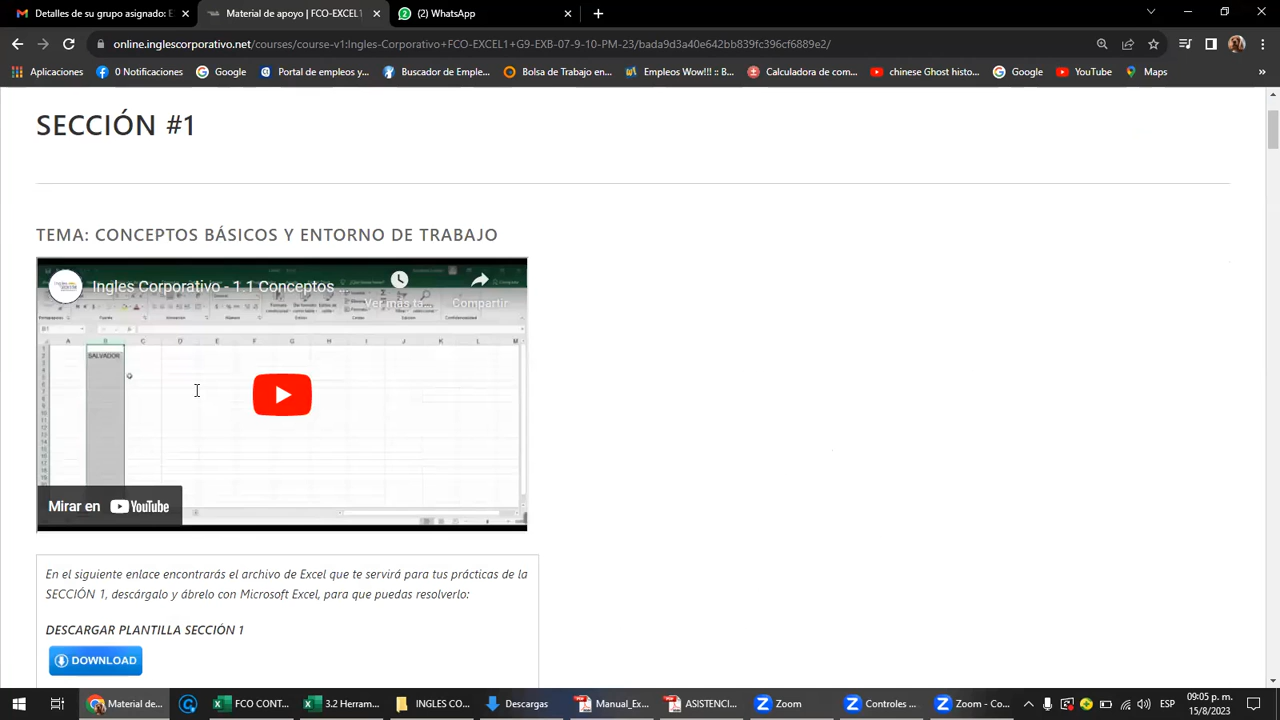 Detalles de su grupo asignado: E
Material de apoyo | FCO-EXCEL1
(2) WhatsApp
online.inglescorporativo.net/courses/course-v1:Ingles-Corporativo+FCO-EXCEL1+G9-EXB-07-9-10-PM-23/bada9d3a40e642bb839fc396cf6889e2/
Aplicaciones
0 Notificaciones
Google
Portal de empleos y...
Buscador de Emple...
Bolsa de Trabajo en...
Empleos Wow!!! :: B...
Calculadora de com...
chinese Ghost histo...
Google
YouTube
Maps
SECCIÓN #1
TEMA: CONCEPTOS BÁSICOS Y ENTORNO DE TRABAJO
Ingles Corporativo - 1.1 Conceptos ...
Ver más ta...
Compartir
B1
A B C D E F G H I J K L M
SALVADOR
Mirar en YouTube
En el siguiente enlace encontrarás el archivo de Excel que te servirá para tus prácticas de la
SECCIÓN 1, descárgalo y ábrelo con Microsoft Excel, para que puedas resolverlo:
DESCARGAR PLANTILLA SECCIÓN 1
DOWNLOAD
Material de...
FCO CONT...
3.2 Herram...
INGLES CO...
Descargas
Manual_Ex...
ASISTENCI...
Zoom
Controles ...
Zoom - Co...
ESP
09:05 p. m.
15/8/2023